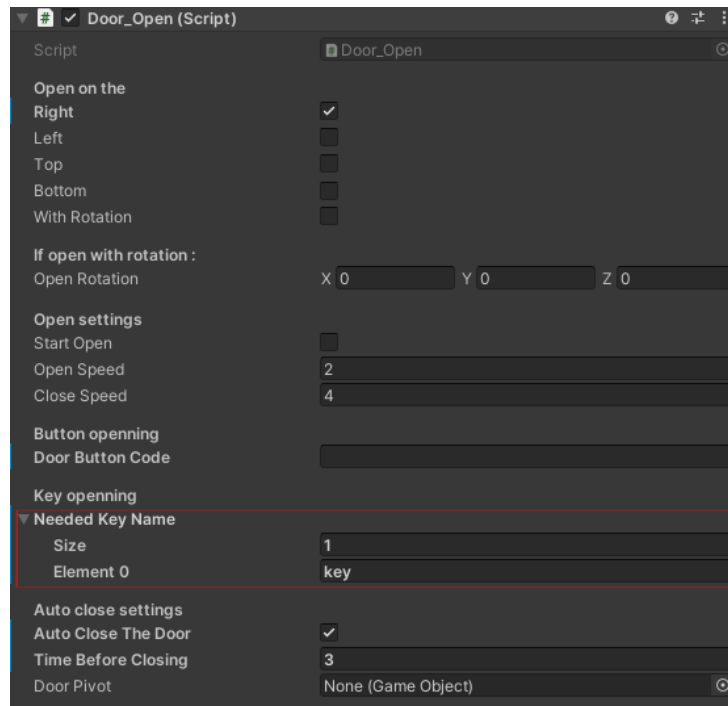 Door_Open (Script)
Script Door_Open
Open on the
Right
Left
Top
Bottom
With Rotation
If open with rotation :
Open Rotation X 0 Y 0 Z 0
Open settings
Start Open
Open Speed 2
Close Speed 4
Button openning
Door Button Code
Key openning
Needed Key Name
Size 1
Element 0 key
Auto close settings
Auto Close The Door
Time Before Closing 3
Door Pivot None (Game Object)